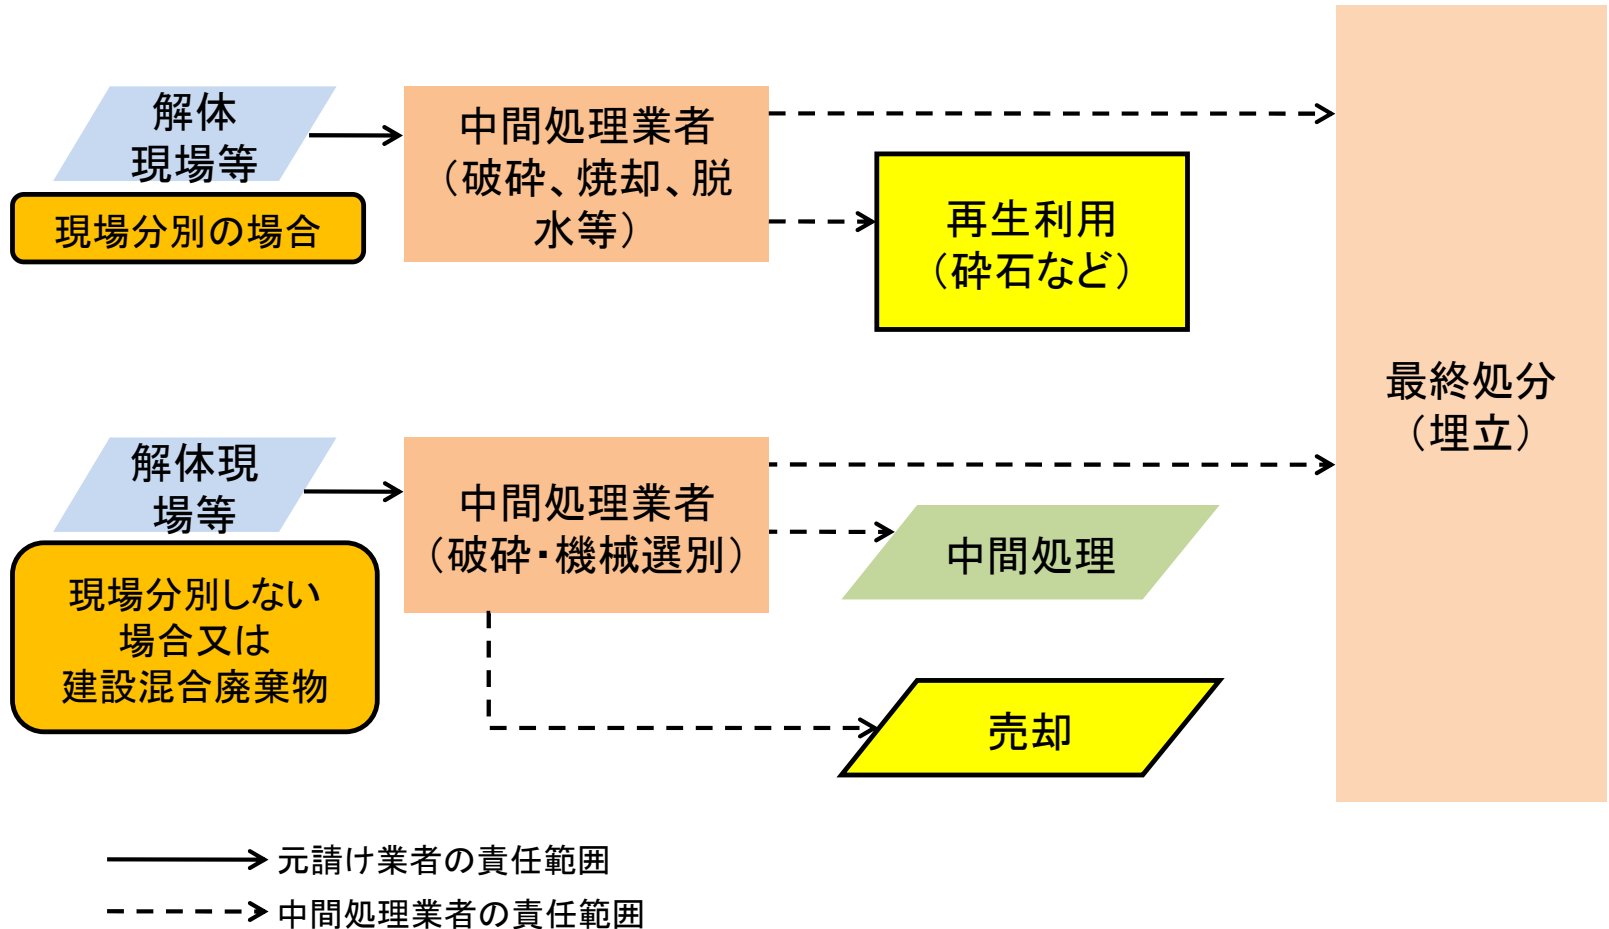 解体
現場等
現場分別の場合
中間処理業者
（破砕、焼却、脱
水等）
再生利用
（砕石など）
最終処分
（埋立）
解体現
場等
現場分別しない
場合又は
建設混合廃棄物
中間処理業者
（破砕・機械選別）
中間処理
売却
元請け業者の責任範囲
中間処理業者の責任範囲